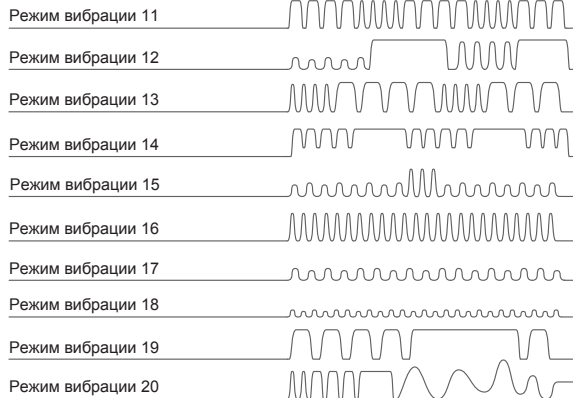 Режим вибрации 11
Режим вибрации 12
Режим вибрации 13
Режим вибрации 14
Режим вибрации 15
Режим вибрации 16
Режим вибрации 17
Режим вибрации 18
Режим вибрации 19
Режим вибрации 20